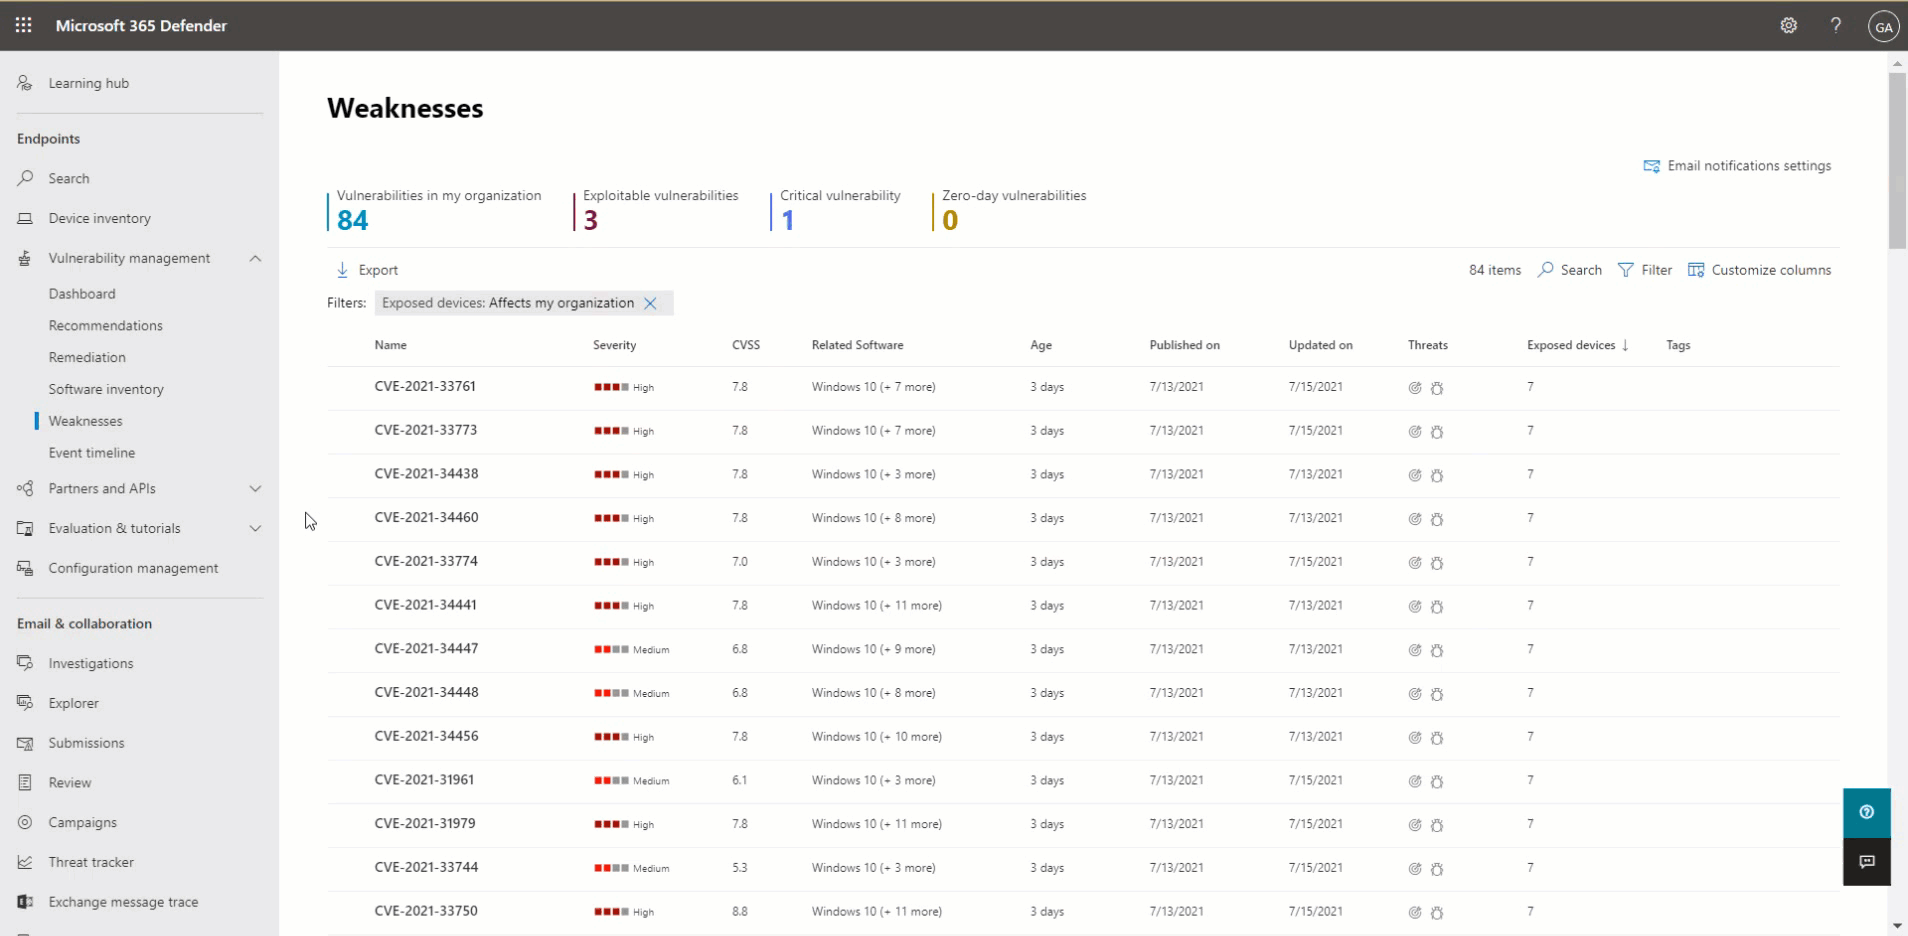 Microsoft 365 Defender
?
GA
Learning hub
Endpoints
Search
Device inventory
Vulnerability management
Dashboard
Recommendations
Remediation
Software inventory
Weaknesses
Event timeline
Partners and APIs
Evaluation & tutorials
Configuration management
Email & collaboration
Investigations
Explorer
Submissions
Review
Campaigns
Threat tracker
Exchange message trace
Weaknesses
Email notifications settings
Vulnerabilities in my organization Exploitable vulnerabilities Critical vulnerability Zero-day vulnerabilities
84 3 1 0
Export 84 items Search Filter Customize columns
Filters: Exposed devices: Affects my organization
Name Severity CVSS Related Software Age Published on Updated on Threats Exposed devices ↓ Tags
CVE-2021-33761 High 7.8 Windows 10 (+ 7 more) 3 days 7/13/2021 7/15/2021 7
CVE-2021-33773 High 7.8 Windows 10 (+ 7 more) 3 days 7/13/2021 7/15/2021 7
CVE-2021-34438 High 7.8 Windows 10 (+ 3 more) 3 days 7/13/2021 7/13/2021 7
CVE-2021-34460 High 7.8 Windows 10 (+ 8 more) 3 days 7/13/2021 7/13/2021 7
CVE-2021-33774 High 7.0 Windows 10 (+ 3 more) 3 days 7/13/2021 7/15/2021 7
CVE-2021-34441 High 7.8 Windows 10 (+ 11 more) 3 days 7/13/2021 7/13/2021 7
CVE-2021-34447 Medium 6.8 Windows 10 (+ 9 more) 3 days 7/13/2021 7/13/2021 7
CVE-2021-34448 Medium 6.8 Windows 10 (+ 8 more) 3 days 7/13/2021 7/13/2021 7
CVE-2021-34456 High 7.8 Windows 10 (+ 10 more) 3 days 7/13/2021 7/13/2021 7
CVE-2021-31961 Medium 6.1 Windows 10 (+ 3 more) 3 days 7/13/2021 7/15/2021 7
CVE-2021-31979 High 7.8 Windows 10 (+ 11 more) 3 days 7/13/2021 7/15/2021 7
CVE-2021-33744 Medium 5.3 Windows 10 (+ 3 more) 3 days 7/13/2021 7/15/2021 7
CVE-2021-33750 High 8.8 Windows 10 (+ 11 more) 3 days 7/13/2021 7/15/2021 7